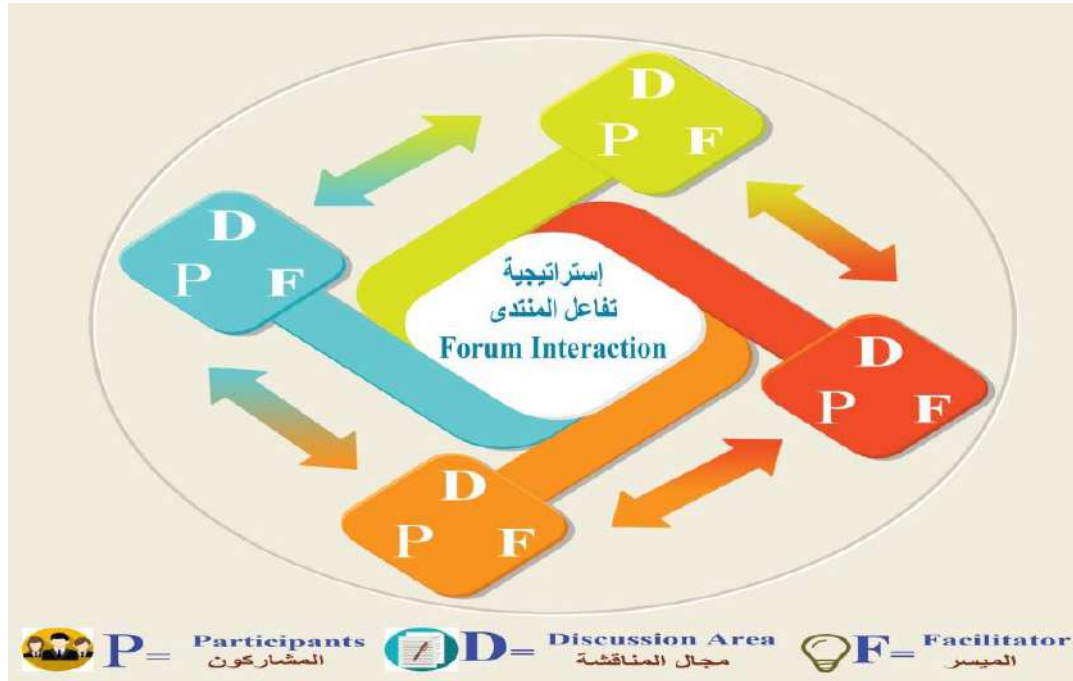 D
P F
D
P F
إستراتيجية
تفاعل المنتدى
Forum Interaction
D
P F
D
P F
P= Participants
المشاركون
D= Discussion Area
مجال المناقشة
F= Facilitator
الميسر